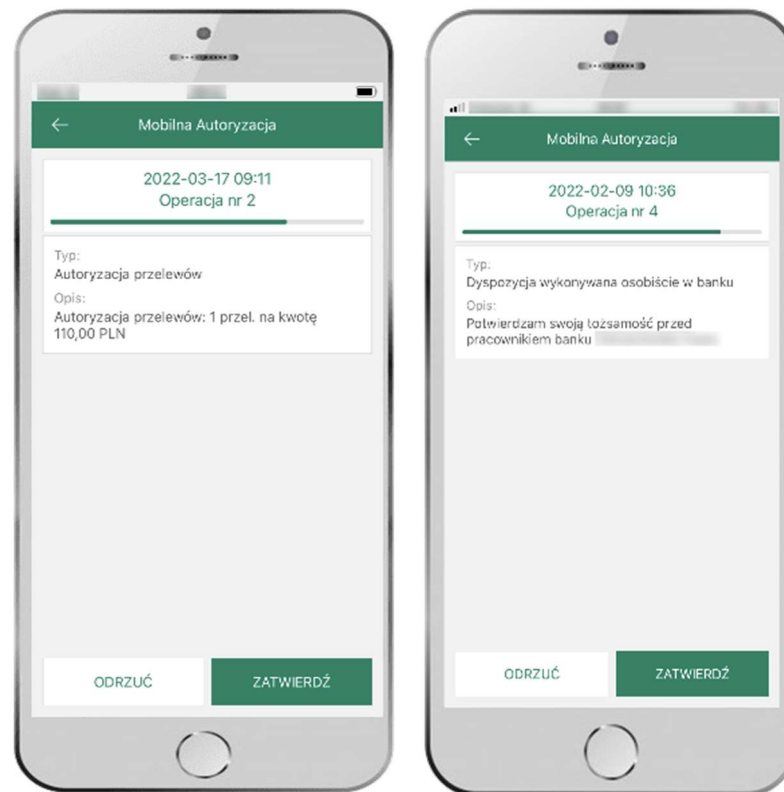 Mobilna Autoryzacja
2022-03-17 09:11
Operacja nr 2
Typ:
Autoryzacja przelewów
Opis:
Autoryzacja przelewów: 1 przel. na kwotę
110,00 PLN
ODRZUĆ
ZATWIERDŹ
Mobilna Autoryzacja
2022-02-09 10:36
Operacja nr 4
Typ:
Dyspozycja wykonywana osobiście w banku
Opis:
Potwierdzam swoją tożsamość przed
pracownikiem banku
ODRZUĆ
ZATWIERDŹ